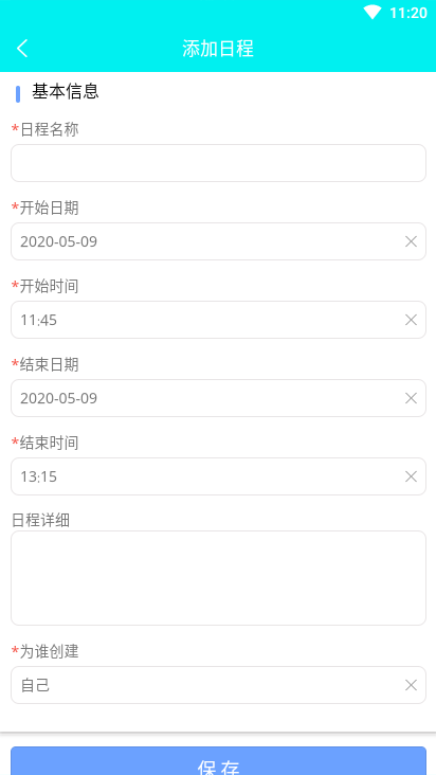 11:20
添加日程
基本信息
*日程名称
*开始日期
2020-05-09
*开始时间
11:45
*结束日期
2020-05-09
*结束时间
13:15
日程详细
*为谁创建
自己
保存